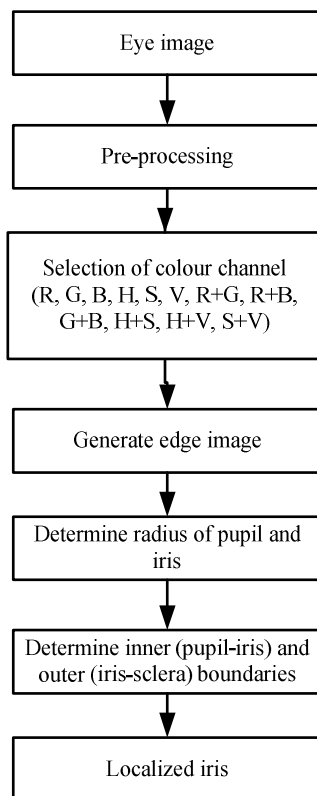 Eye image
Pre-processing
Selection of colour channel
(R, G, B, H, S, V, R+G, R+B,
G+B, H+S, H+V, S+V)
Generate edge image
Determine radius of pupil and
iris
Determine inner (pupil-iris) and
outer (iris-sclera) boundaries
Localized iris